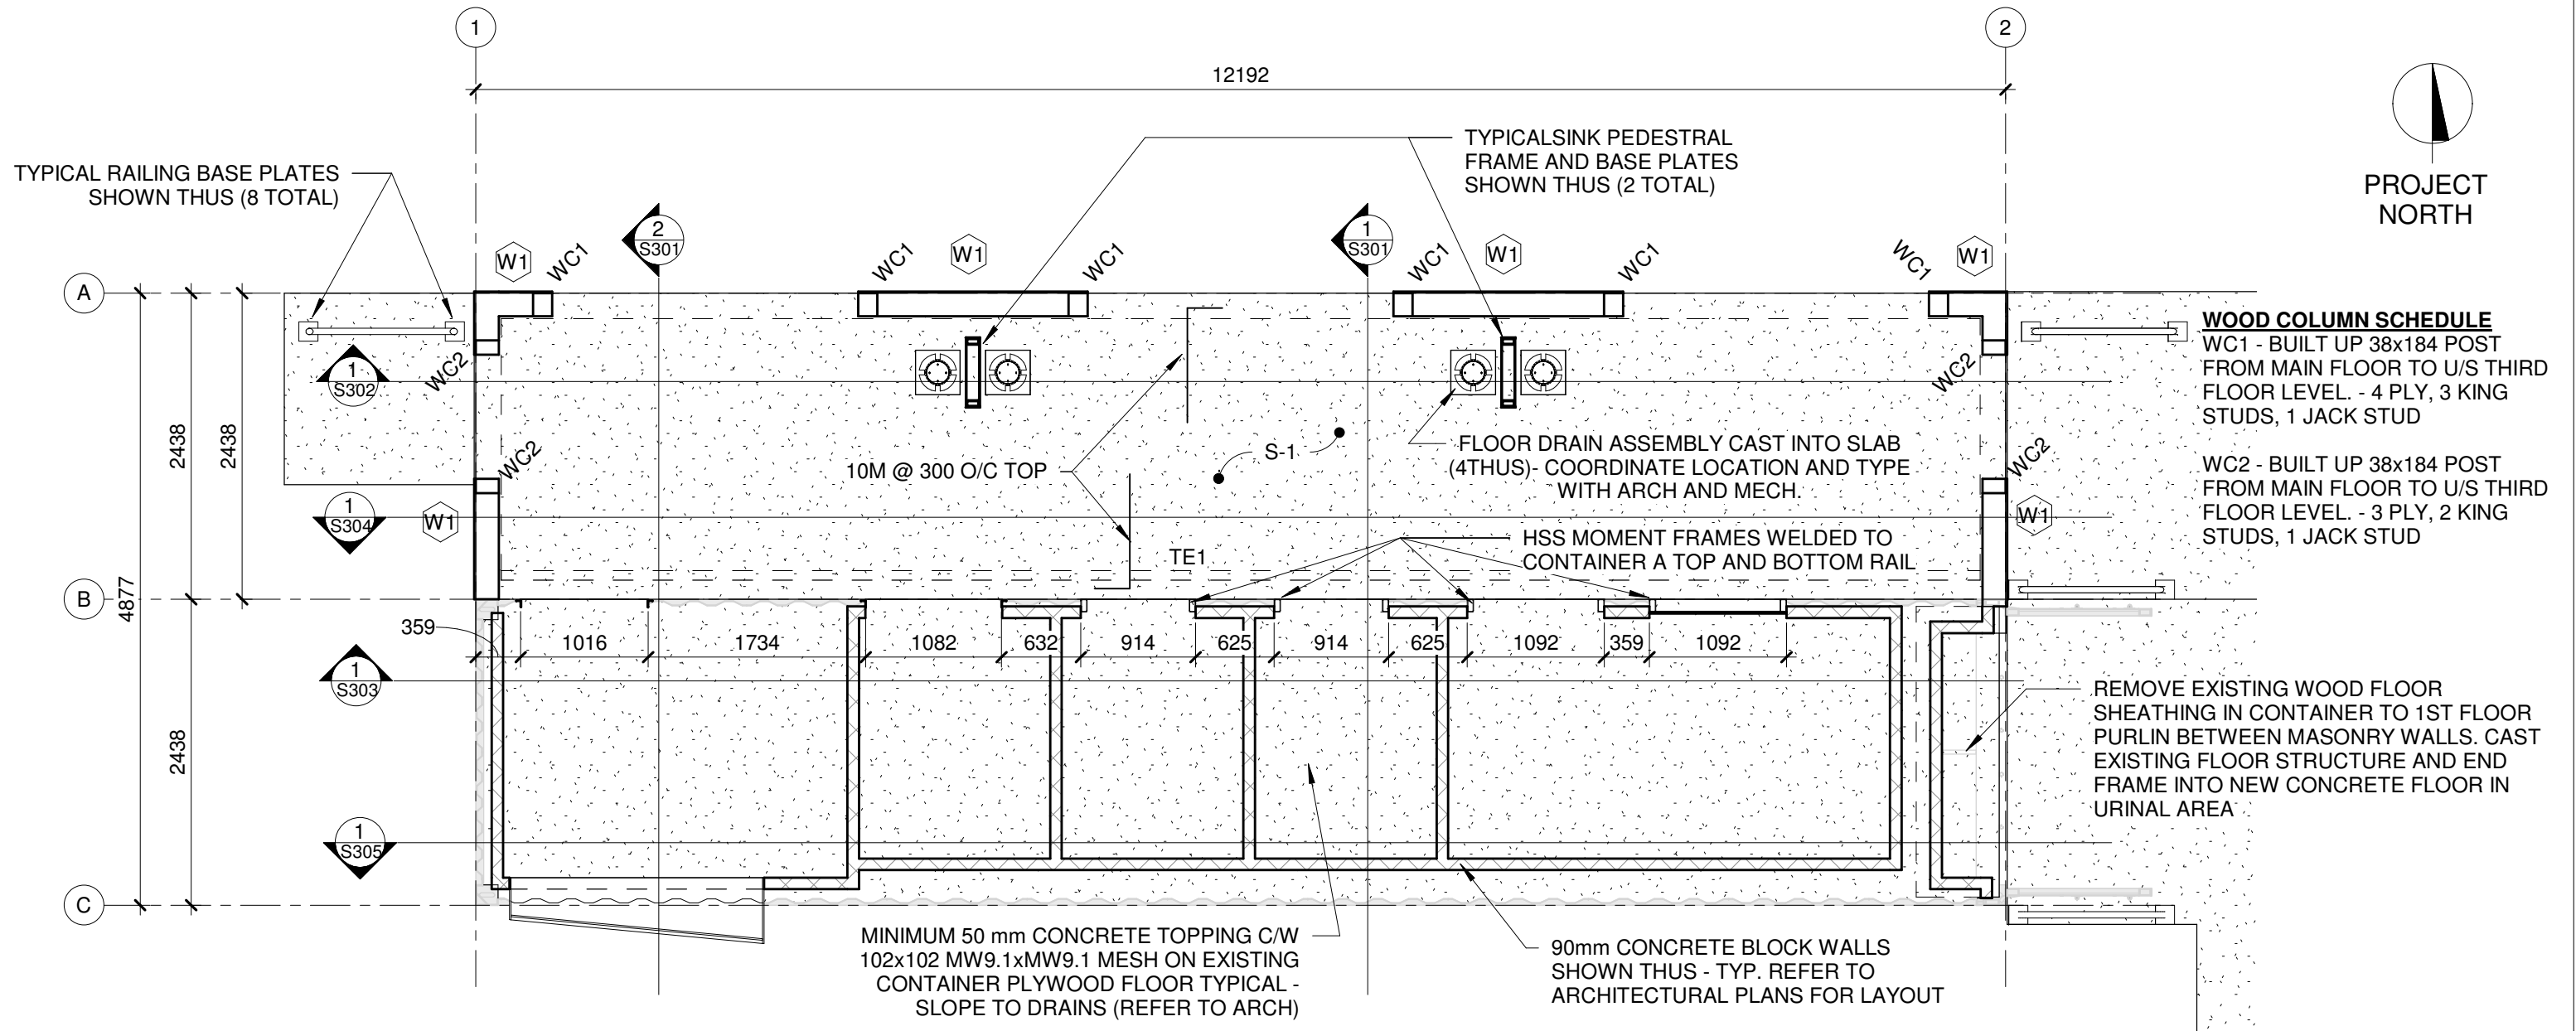 1
2
12192
PROJECT
NORTH
TYPICAL RAILING BASE PLATES
SHOWN THUS (8 TOTAL)
TYPICALSINK PEDESTRAL
FRAME AND BASE PLATES
SHOWN THUS (2 TOTAL)
2
S301
1
S301
W1
WC1
WC1
W1
WC1
WC1
W1
WC1
WC1
W1
A
WC2
WC2
1
S302
2438
2438
WC2
WC2
WOOD COLUMN SCHEDULE
WC1 - BUILT UP 38x184 POST
FROM MAIN FLOOR TO U/S THIRD
FLOOR LEVEL. - 4 PLY, 3 KING
STUDS, 1 JACK STUD
WC2 - BUILT UP 38x184 POST
FROM MAIN FLOOR TO U/S THIRD
FLOOR LEVEL. - 3 PLY, 2 KING
STUDS, 1 JACK STUD
10M @ 300 O/C TOP
S-1
FLOOR DRAIN ASSEMBLY CAST INTO SLAB
(4THUS)- COORDINATE LOCATION AND TYPE
WITH ARCH AND MECH.
1
S304
W1
W1
HSS MOMENT FRAMES WELDED TO
CONTAINER A TOP AND BOTTOM RAIL
TE1
4877
B
359
1016
1734
1082
632
914
625
914
625
1092
359
1092
1
S303
REMOVE EXISTING WOOD FLOOR
SHEATHING IN CONTAINER TO 1ST FLOOR
PURLIN BETWEEN MASONRY WALLS. CAST
EXISTING FLOOR STRUCTURE AND END
FRAME INTO NEW CONCRETE FLOOR IN
URINAL AREA
2438
1
S305
C
MINIMUM 50 mm CONCRETE TOPPING C/W
102x102 MW9.1xMW9.1 MESH ON EXISTING
CONTAINER PLYWOOD FLOOR TYPICAL -
SLOPE TO DRAINS (REFER TO ARCH)
90mm CONCRETE BLOCK WALLS
SHOWN THUS - TYP. REFER TO
ARCHITECTURAL PLANS FOR LAYOUT